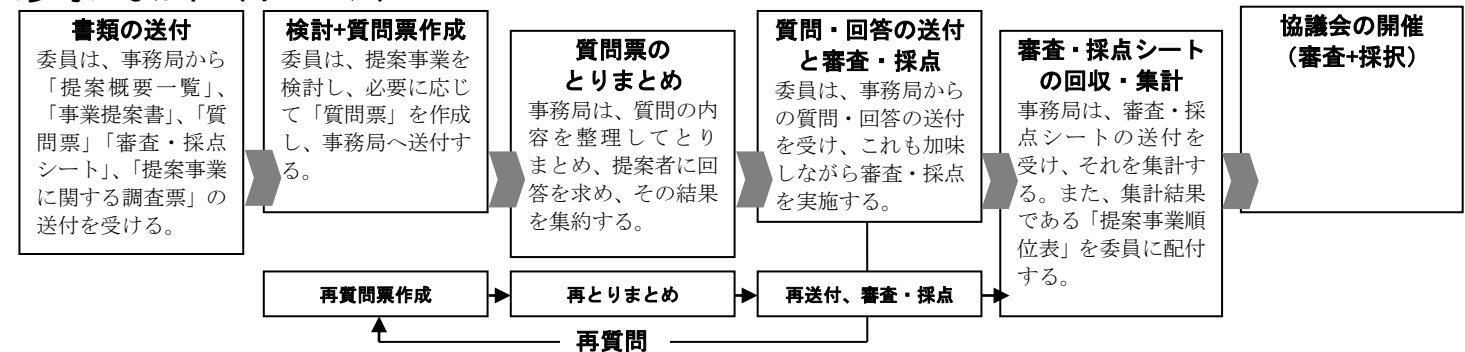 書類の送付
委員は、事務局から
「提案概要一覧」、
「事業提案書」、「質
問票」「審査・採点
シート」、「提案事業
に関する調査票」の
送付を受ける。
検討+質問票作成
委員は、提案事業を
検討し、必要に応じ
て「質問票」を作成
し、事務局へ送付す
る。
質問票の
とりまとめ
事務局は、質問の内
容を整理してとり
まとめ、提案者に回
答を求め、その結果
を集約する。
質問・回答の送付
と審査・採点
委員は、事務局から
の質問・回答の送付
を受け、これも加味
しながら審査・採点
を実施する。
審査・採点シート
の回収・集計
事務局は、審査・採
点シートの送付を
受け、それを集計す
る。また、集計結果
である「提案事業順
位表」を委員に配付
する。
協議会の開催
（審査+採択）
再質問票作成
再とりまとめ
再送付、審査・採点
再質問